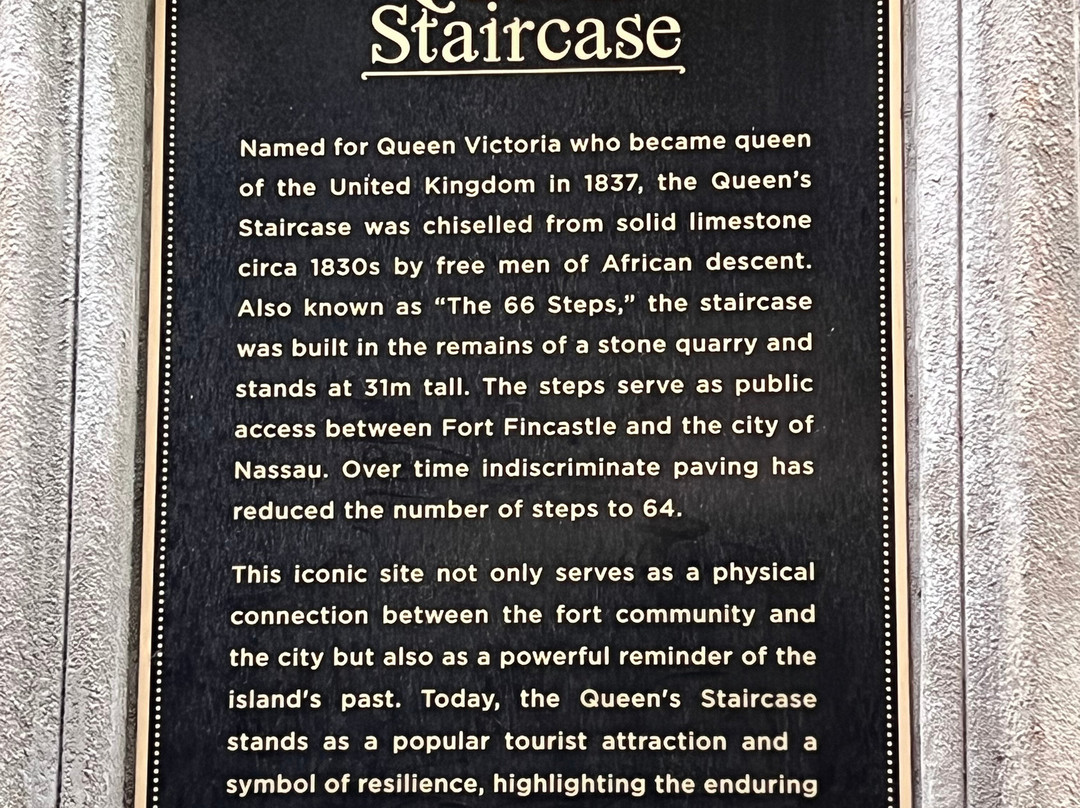 Staircase
Named for Queen Victoria who became queen
of the United Kingdom in 1837, the Queen's
Staircase was chiselled from solid limestone
circa 1830s by free men of African descent.
Also known as “The 66 Steps,” the staircase
was built in the remains of a stone quarry and
stands at 31m tall. The steps serve as public
access between Fort Fincastle and the city of
Nassau. Over time indiscriminate paving has
reduced the number of steps to 64.
This iconic site not only serves as a physical
connection between the fort community and
the city but also as a powerful reminder of the
island's past. Today, the Queen's Staircase
stands as a popular tourist attraction and a
symbol of resilience, highlighting the enduring